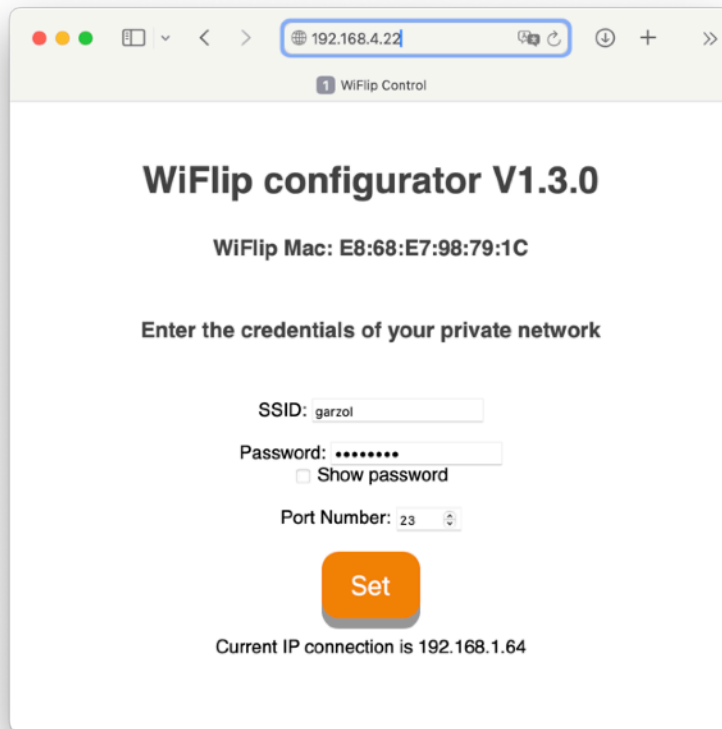 192.168.4.22
1 WiFlip Control
WiFlip configurator V1.3.0
WiFlip Mac: E8:68:E7:98:79:1C
Enter the credentials of your private network
SSID: garzol
Password: ••••••••
Show password
Port Number: 23
Set
Current IP connection is 192.168.1.64